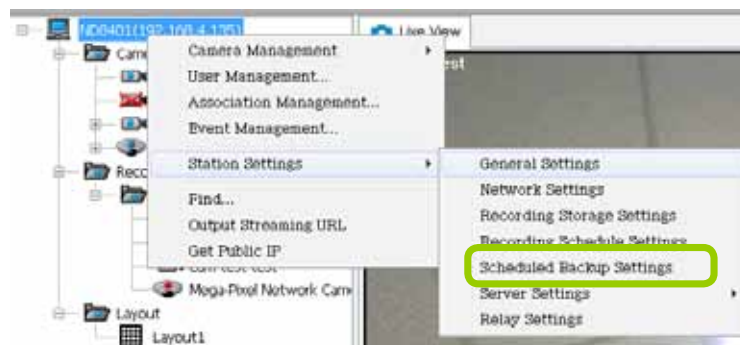 ND8401(192.168.4.135)
Live View
Came
Camera Management
User Management...
Association Management...
Event Management...
Station Settings
Find...
Output Streaming URL
Get Public IP
General Settings
Network Settings
Recording Storage Settings
Recording Schedule Settings
Scheduled Backup Settings
Server Settings
Relay Settings
Reco
Mega-Pixel Network Cam
Layout
Layout1